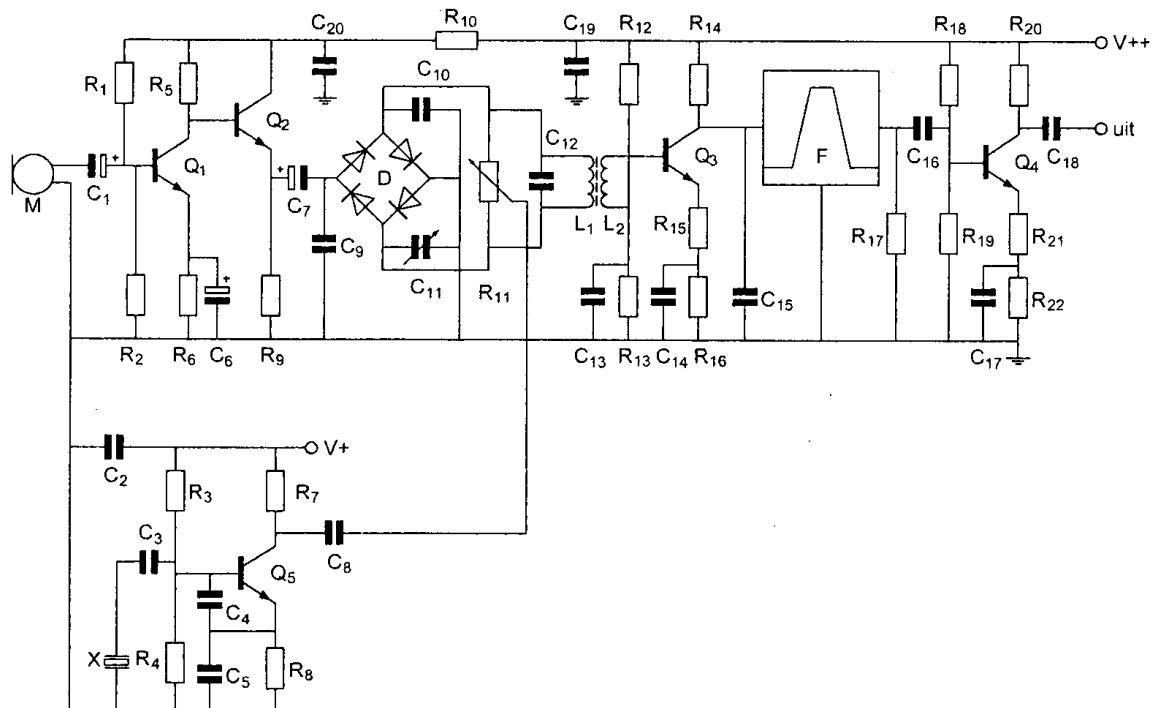 R10
C20
C19
R12
R14
R18
R20
V++
R1
R5
C10
Q2
C12
Q3
F
C16
Q4
C18
uit
M
C1
+
Q1
+
C7
D
C9
L1
L2
R15
R17
R19
R21
C11
R11
C15
R22
+
R2
R6
C6
R9
C13
R13
C14
R16
C17
C2
V+
R3
R7
C3
C8
Q5
C4
X
R4
C5
R8